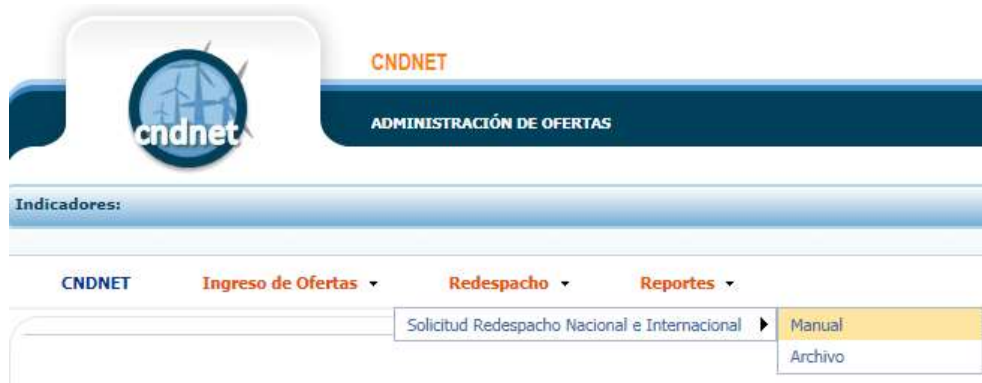 CNDNET
cndnet
ADMINISTRACIÓN DE OFERTAS
Indicadores:
CNDNET Ingreso de Ofertas Redespacho Reportes
Solicitud Redespacho Nacional e Internacional Manual
Archivo